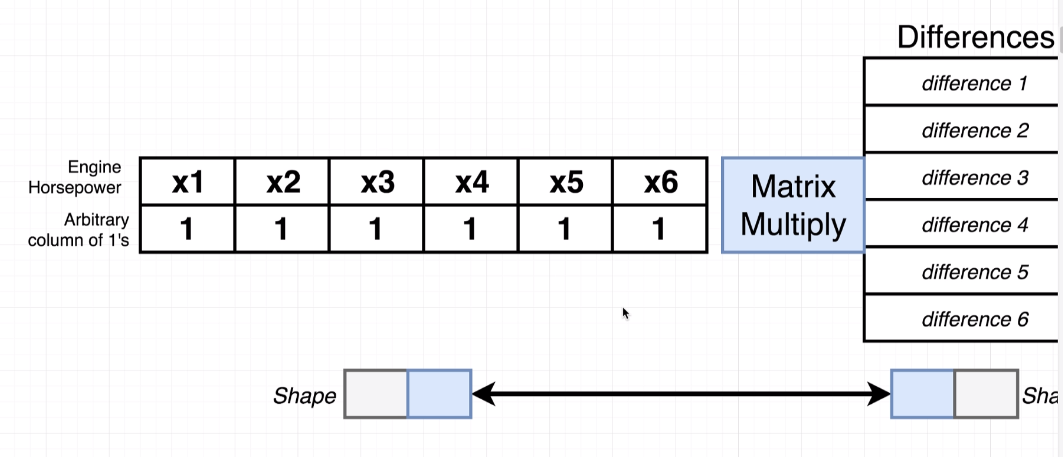 Differences
difference 1
difference 2
Engine
Horsepower
x1 x2 x3 x4 x5 x6
Arbitrary
column of 1's
1 1 1 1 1 1
Matrix
Multiply
difference 3
difference 4
difference 5
difference 6
Shape
Sha